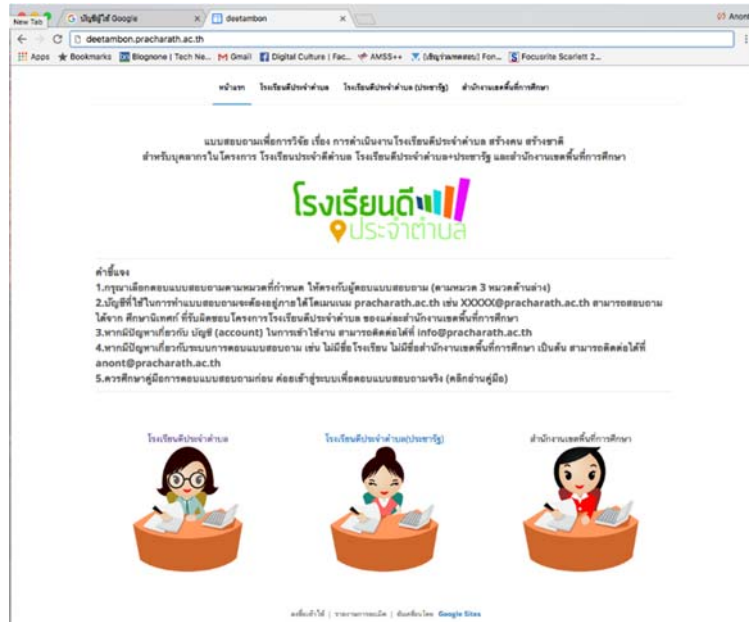 New Tab
บัญชีผู้ใช้ Google
deetambon
Anont
deetambon.pracharath.ac.th
Apps Bookmarks Blognone | Tech Ne... Gmail Digital Culture | Fac... AMSS++ Fon... Focusrite Scarlett 2...
หน้าแรก โรงเรียนดีประจำตำบล โรงเรียนดีประจำตำบล (ประชารัฐ) สำนักงานเขตพื้นที่การศึกษา
แบบสอบถามเพื่อการวิจัย เรื่อง การดำเนินงานโรงเรียนดีประจำตำบล สร้างคน สร้างชาติ
สำหรับบุคลากรในโครงการ โรงเรียนประจำดีตำบล โรงเรียนดีประจำตำบล+ประชารัฐ และสำนักงานเขตพื้นที่การศึกษา
โรงเรียนดี
ประจำตำบล
คำชี้แจง
1.กรุณาเลือกตอบแบบสอบถามตามหมวดที่กำหนด ให้ตรงกับผู้ตอบแบบสอบถาม (ตามหมวด 3 หมวดด้านล่าง)
2.บัญชีที่ใช้ในการทำแบบสอบถามจะต้องอยู่ภายใต้โดเมนเนม pracharath.ac.th เช่น XXXXX@pracharath.ac.th สามารถสอบถาม
ได้จาก ศึกษานิเทศก์ ที่รับผิดชอบโครงการโรงเรียนดีประจำตำบล ของแต่ละสำนักงานเขตพื้นที่การศึกษา
3.หากมีปัญหาเกี่ยวกับ บัญชี (account) ในการเข้าใช้งาน สามารถติดต่อได้ที่ info@pracharath.ac.th
4.หากมีปัญหาเกี่ยวกับระบบการตอบแบบสอบถาม เช่น ไม่มีชื่อโรงเรียน ไม่มีชื่อสำนักงานเขตพื้นที่การศึกษา เป็นต้น สามารถติดต่อได้ที่
anont@pracharath.ac.th
5.ควรศึกษาคู่มือการตอบแบบสอบถามก่อน ค่อยเข้าสู่ระบบเพื่อตอบแบบสอบถามจริง (คลิกอ่านคู่มือ)
โรงเรียนดีประจำตำบล โรงเรียนดีประจำตำบล(ประชารัฐ) สำนักงานเขตพื้นที่การศึกษา
ลงชื่อเข้าใช้ | รายงานการละเมิด | ขับเคลื่อนโดย Google Sites